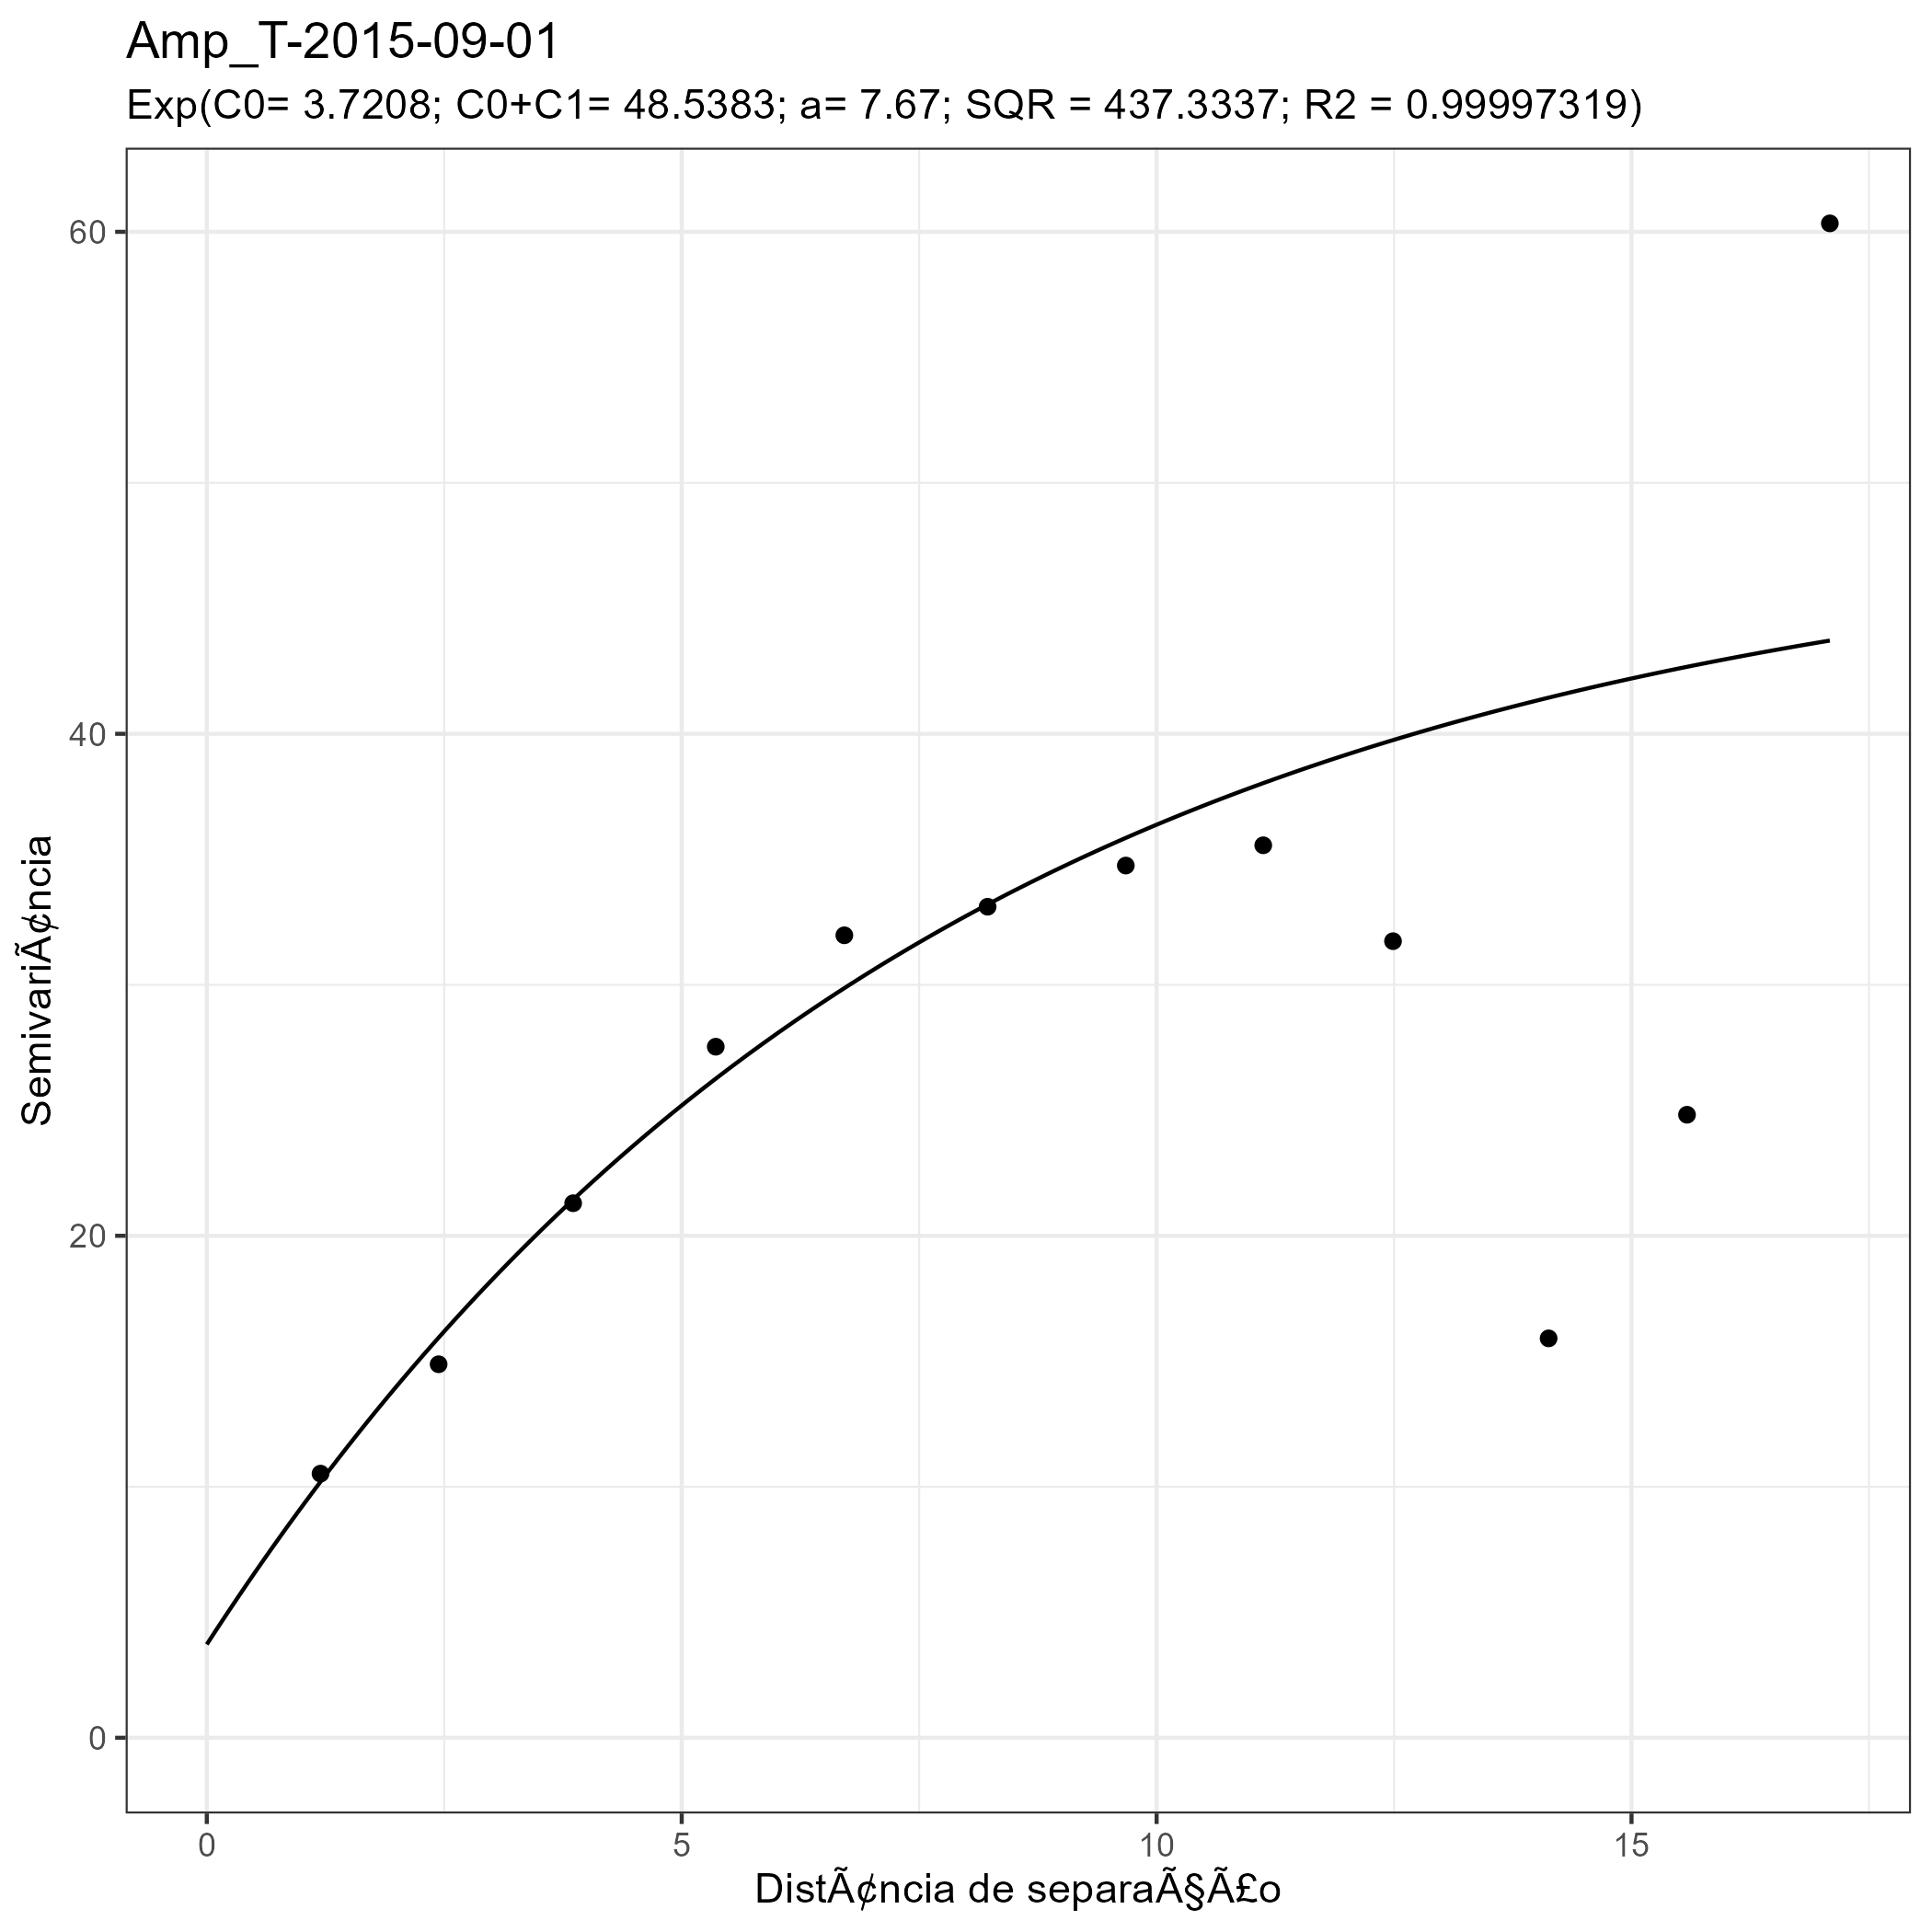 Amp_T-2015-09-01
Exp(C0= 3.7208; C0+C1= 48.5383; a= 7.67; SQR = 437.3337; R2 = 0.99997319)
60
40
20
0
SemivariÃ¢ncia
0 5 10 15
DistÃ¢ncia de separaÃ§Ã£o